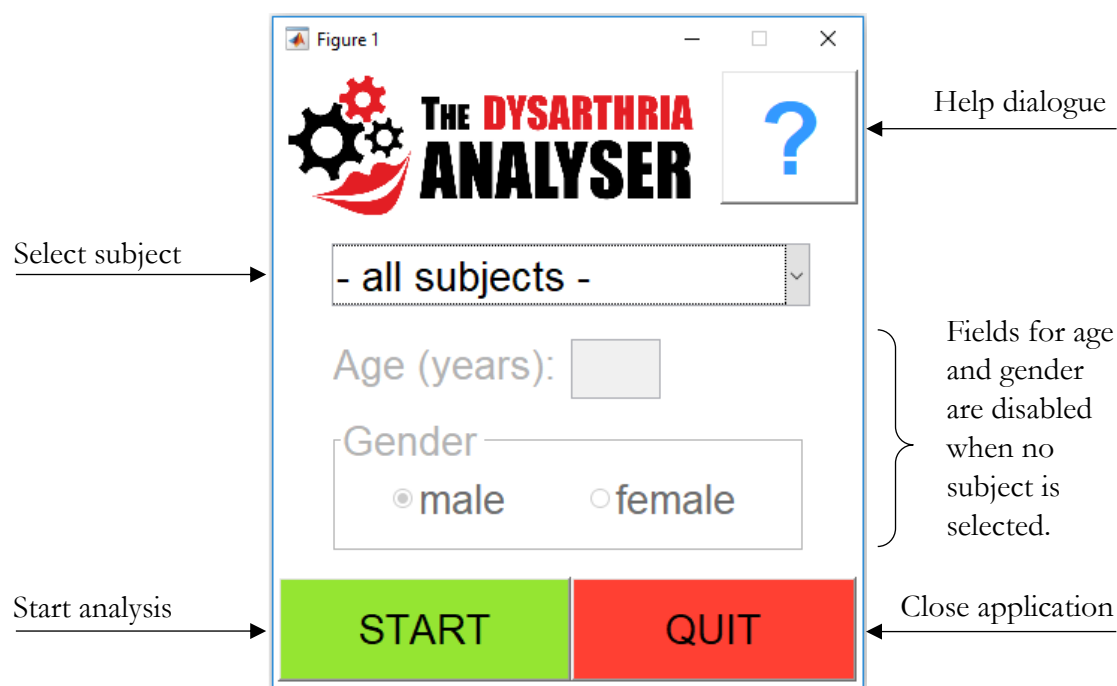 Figure 1
THE DYSARTHRIA
ANALYSER
?
Help dialogue
Select subject
- all subjects -
Age (years):
Gender
male
female
Fields for age
and gender
are disabled
when no
subject is
selected.
Start analysis
START
QUIT
Close application